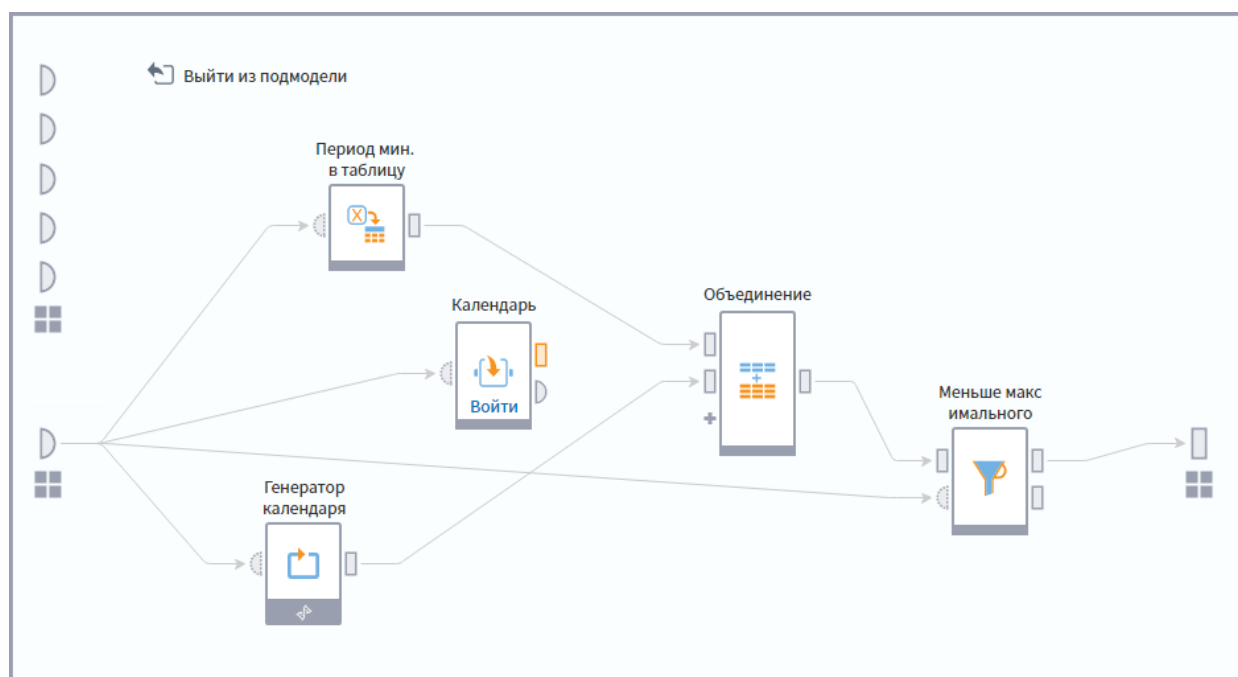 Выйти из подмодели
Период мин.
в таблицу
Календарь
Войти
Объединение
Меньше макс
имального
Генератор
календаря